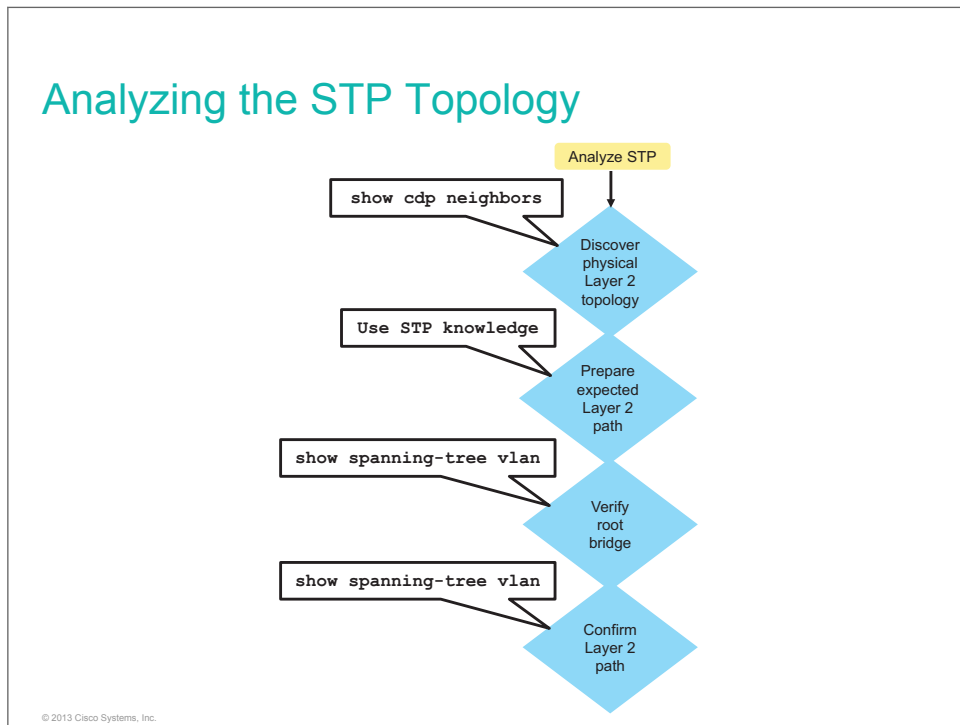 Analyzing the STP Topology
Analyze STP
show cdp neighbors
Discover
physical
Layer 2
topology
Use STP knowledge
Prepare
expected
Layer 2
path
show spanning-tree vlan
Verify
root
bridge
show spanning-tree vlan
Confirm
Layer 2
path
© 2013 Cisco Systems, Inc.